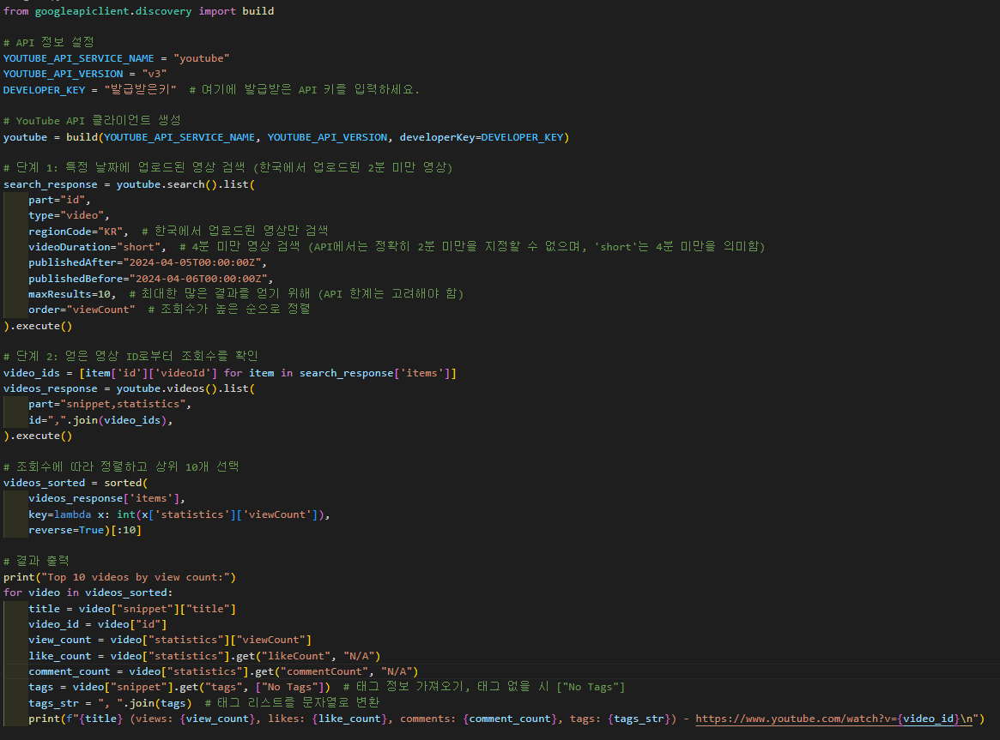 from googleapiclient.discovery import build
# API 정보 설정
YOUTUBE_API_SERVICE_NAME = "youtube"
YOUTUBE_API_VERSION = "v3"
DEVELOPER_KEY = "발급받은키"  # 여기에 발급받은 API 키를 입력하세요.
# YouTube API 클라이언트 생성
youtube = build(YOUTUBE_API_SERVICE_NAME, YOUTUBE_API_VERSION, developerKey=DEVELOPER_KEY)
# 단계 1: 특정 날짜에 업로드된 영상 검색 (한국에서 업로드된 2분 미만 영상)
search_response = youtube.search().list(
    part="id",
    type="video",
    regionCode="KR",  # 한국에서 업로드된 영상만 검색
    videoDuration="short",  # 4분 미만 영상 검색 (API에서는 정확히 2분 미만을 지정할 수 없으며, 'short'는 4분 미만을 의미함)
    publishedAfter="2024-04-05T00:00:00Z",
    publishedBefore="2024-04-06T00:00:00Z",
    maxResults=10,  # 최대한 많은 결과를 얻기 위해 (API 한계는 고려해야 함)
    order="viewCount"  # 조회수가 높은 순으로 정렬
).execute()
# 단계 2: 얻은 영상 ID로부터 조회수를 확인
video_ids = [item['id']['videoId'] for item in search_response['items']]
videos_response = youtube.videos().list(
    part="snippet,statistics",
    id=",".join(video_ids),
).execute()
# 조회수에 따라 정렬하고 상위 10개 선택
videos_sorted = sorted(
    videos_response['items'],
    key=lambda x: int(x['statistics']['viewCount']),
    reverse=True)[:10]
# 결과 출력
print("Top 10 videos by view count:")
for video in videos_sorted:
    title = video["snippet"]["title"]
    video_id = video["id"]
    view_count = video["statistics"]["viewCount"]
    like_count = video["statistics"].get("likeCount", "N/A")
    comment_count = video["statistics"].get("commentCount", "N/A")
    tags = video["snippet"].get("tags", ["No Tags"])  # 태그 정보 가져오기, 태그 없을 시 ["No Tags"]
    tags_str = ", ".join(tags)  # 태그 리스트를 문자열로 변환
    print(f"{title} (views: {view_count}, likes: {like_count}, comments: {comment_count}, tags: {tags_str}) - https://www.youtube.com/watch?v={video_id}\n")